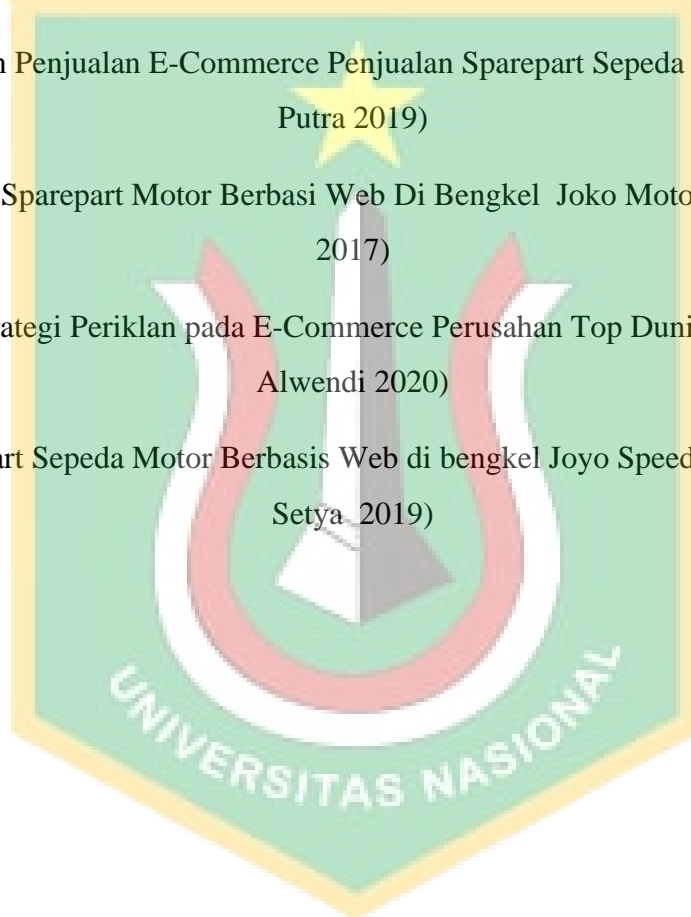 n Penjualan E-Commerce Penjualan Sparepart Sepeda
Putra 2019)
Sparepart Motor Berbasi Web Di Bengkel Joko Moto
2017)
ategi Periklan pada E-Commerce Perusahan Top Duni
Alwendi 2020)
art Sepeda Motor Berbasis Web di bengkel Joyo Speed
Setya 2019)
UNIVERSITAS NASIONAL